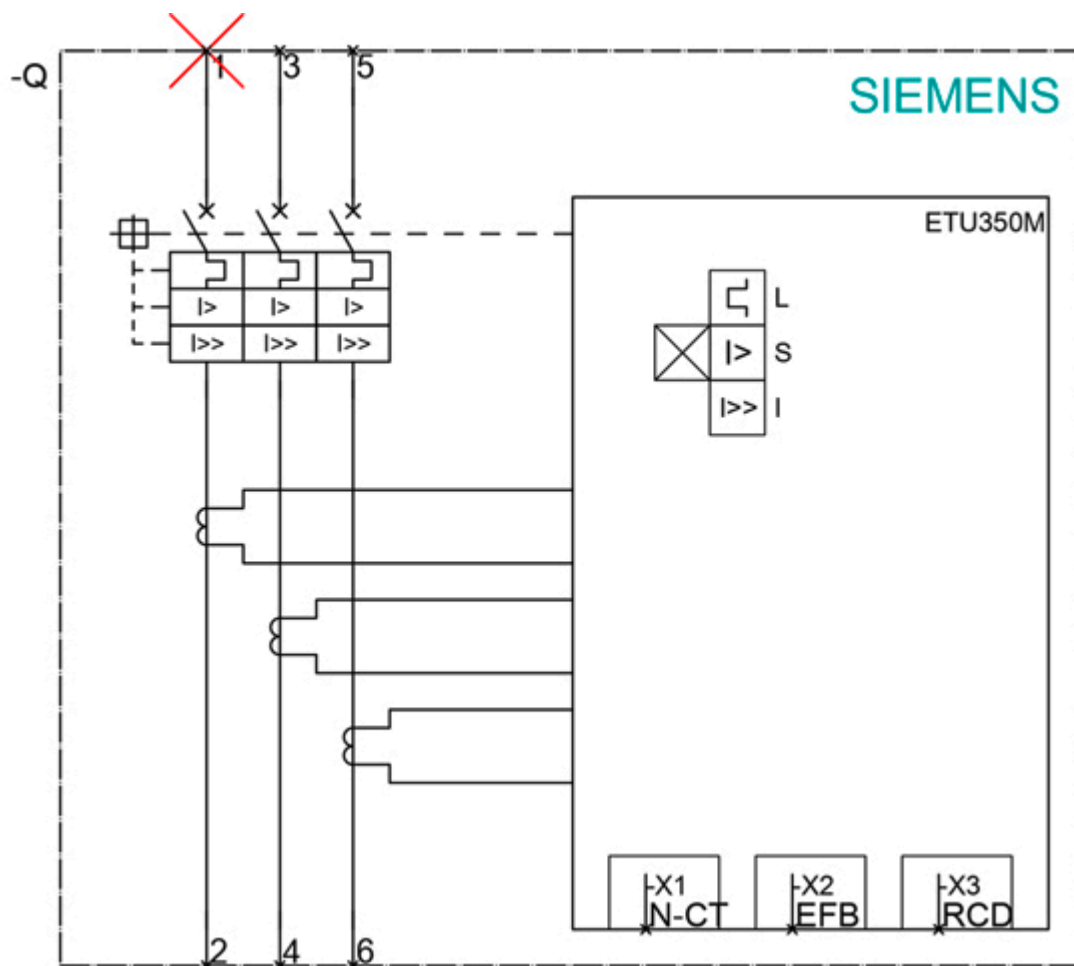 1 3 5
-Q
SIEMENS
ETU350M
L
I> I> I> I> S
I>> I>> I>> I>> I
-X1 -X2 -X3
N-CT EFB RCD
2 4 6